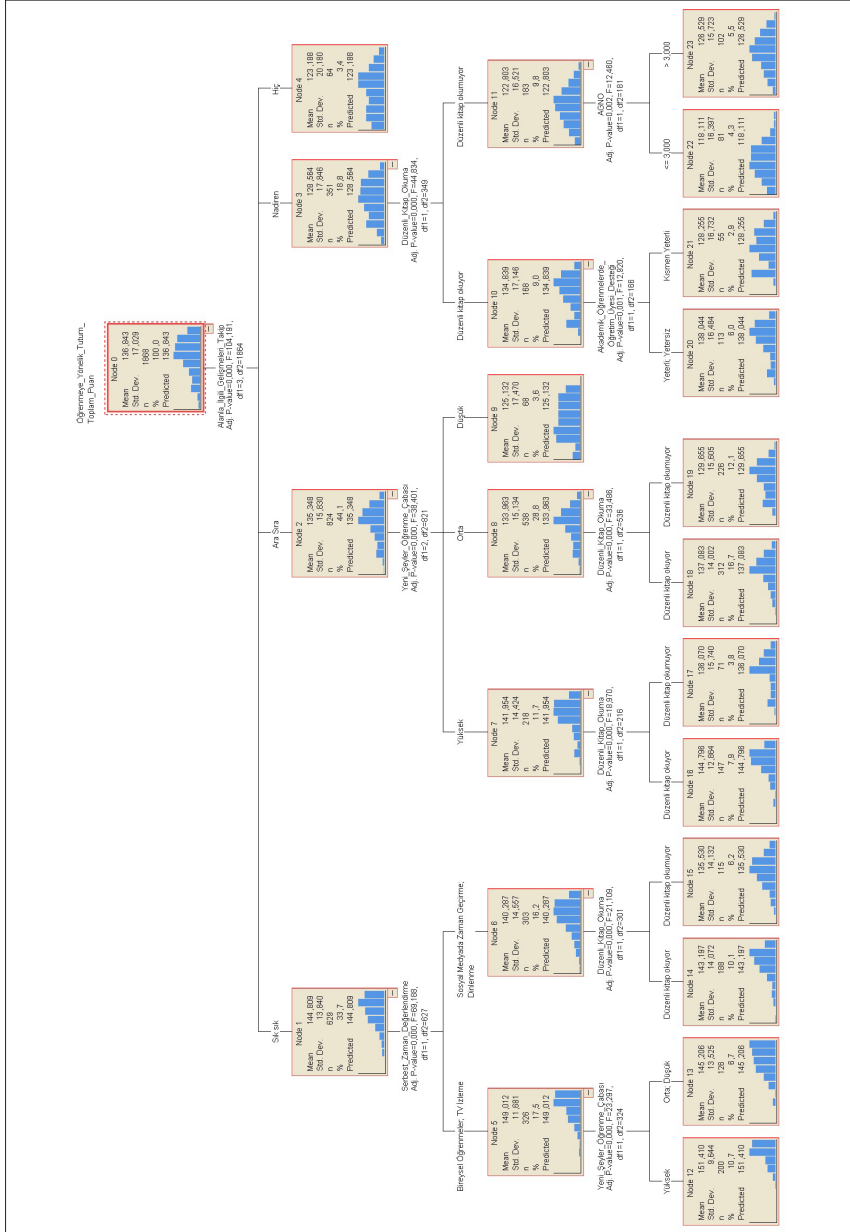 Öğrenmeye_Yönelik_Tutum_
Toplam_Puan
Node 0
Mean 136,843
Std. Dev. 17,029
n 1868
% 100,0
Predicted 136,843
Alanla_İlgili_Gelişmeleri_Takip
Adj. P-value=0,000, F=104,191,
df1=3, df2=1864
Sık sık
Node 1
Mean 144,809
Std. Dev. 13,840
n 629
% 33,7
Predicted 144,809
Serbest_Zaman_Değerlendirme
Adj. P-value=0,000, F=69,188,
df1=1, df2=627
Ara Sıra
Node 2
Mean 135,348
Std. Dev. 15,830
n 824
% 44,1
Predicted 135,348
Yeni_Şeyler_Öğrenme_Çabası
Adj. P-value=0,000, F=38,401,
df1=2, df2=821
Nadiren
Node 3
Mean 128,564
Std. Dev. 17,846
n 351
% 18,8
Predicted 128,564
Düzenli_Kitap_Okuma
Adj. P-value=0,000, F=44,834,
df1=1, df2=349
Hiç
Node 4
Mean 123,188
Std. Dev. 20,180
n 64
% 3,4
Predicted 123,188
Bireysel Öğrenmeler; TV İzleme
Node 5
Mean 149,012
Std. Dev. 11,681
n 326
% 17,5
Predicted 149,012
Yeni_Şeyler_Öğrenme_Çabası
Adj. P-value=0,000, F=23,297,
df1=1, df2=324
Sosyal Medyada Zaman Geçirme;
Dinlenme
Node 6
Mean 140,287
Std. Dev. 14,557
n 303
% 16,2
Predicted 140,287
Düzenli_Kitap_Okuma
Adj. P-value=0,000, F=21,109,
df1=1, df2=301
Yüksek
Node 7
Mean 141,954
Std. Dev. 14,424
n 218
% 11,7
Predicted 141,954
Düzenli_Kitap_Okuma
Adj. P-value=0,000, F=18,970,
df1=1, df2=216
Orta
Node 8
Mean 133,963
Std. Dev. 15,134
n 538
% 28,8
Predicted 133,963
Düzenli_Kitap_Okuma
Adj. P-value=0,000, F=33,486,
df1=1, df2=536
Düşük
Node 9
Mean 125,132
Std. Dev. 17,470
n 68
% 3,6
Predicted 125,132
Düzenli kitap okuyor
Node 10
Mean 134,839
Std. Dev. 17,146
n 168
% 9,0
Predicted 134,839
Akademik_Öğrenmelerde_
Öğretim_Üyesi_Desteği
Adj. P-value=0,001, F=12,920,
df1=1, df2=166
Düzenli kitap okumuyor
Node 11
Mean 122,803
Std. Dev. 16,521
n 183
% 9,8
Predicted 122,803
AGNO
Adj. P-value=0,002, F=12,460,
df1=1, df2=181
Yüksek
Node 12
Mean 151,410
Std. Dev. 9,644
n 200
% 10,7
Predicted 151,410
Orta; Düşük
Node 13
Mean 145,206
Std. Dev. 13,525
n 126
% 6,7
Predicted 145,206
Düzenli kitap okuyor
Node 14
Mean 143,197
Std. Dev. 14,072
n 188
% 10,1
Predicted 143,197
Düzenli kitap okumuyor
Node 15
Mean 135,530
Std. Dev. 14,132
n 115
% 6,2
Predicted 135,530
Düzenli kitap okuyor
Node 16
Mean 144,796
Std. Dev. 12,864
n 147
% 7,9
Predicted 144,796
Düzenli kitap okumuyor
Node 17
Mean 136,070
Std. Dev. 15,740
n 71
% 3,8
Predicted 136,070
Düzenli kitap okuyor
Node 18
Mean 137,083
Std. Dev. 14,002
n 312
% 16,7
Predicted 137,083
Düzenli kitap okumuyor
Node 19
Mean 129,655
Std. Dev. 15,605
n 226
% 12,1
Predicted 129,655
Yeterli; Yetersiz
Node 20
Mean 138,044
Std. Dev. 16,484
n 113
% 6,0
Predicted 138,044
Kısmen Yeterli
Node 21
Mean 128,255
Std. Dev. 16,732
n 55
% 2,9
Predicted 128,255
<= 3,000
Node 22
Mean 118,111
Std. Dev. 16,397
n 81
% 4,3
Predicted 118,111
> 3,000
Node 23
Mean 126,529
Std. Dev. 15,723
n 102
% 5,5
Predicted 126,529